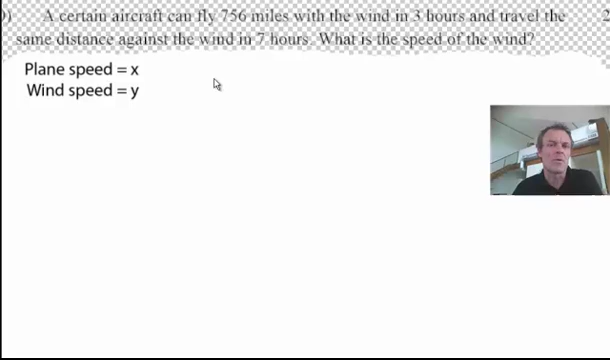 ) A certain aircraft can fly 756 miles with the wind in 3 hours and travel the 2
same distance against the wind in 7 hours. What is the speed of the wind?
Plane speed = x
Wind speed = y